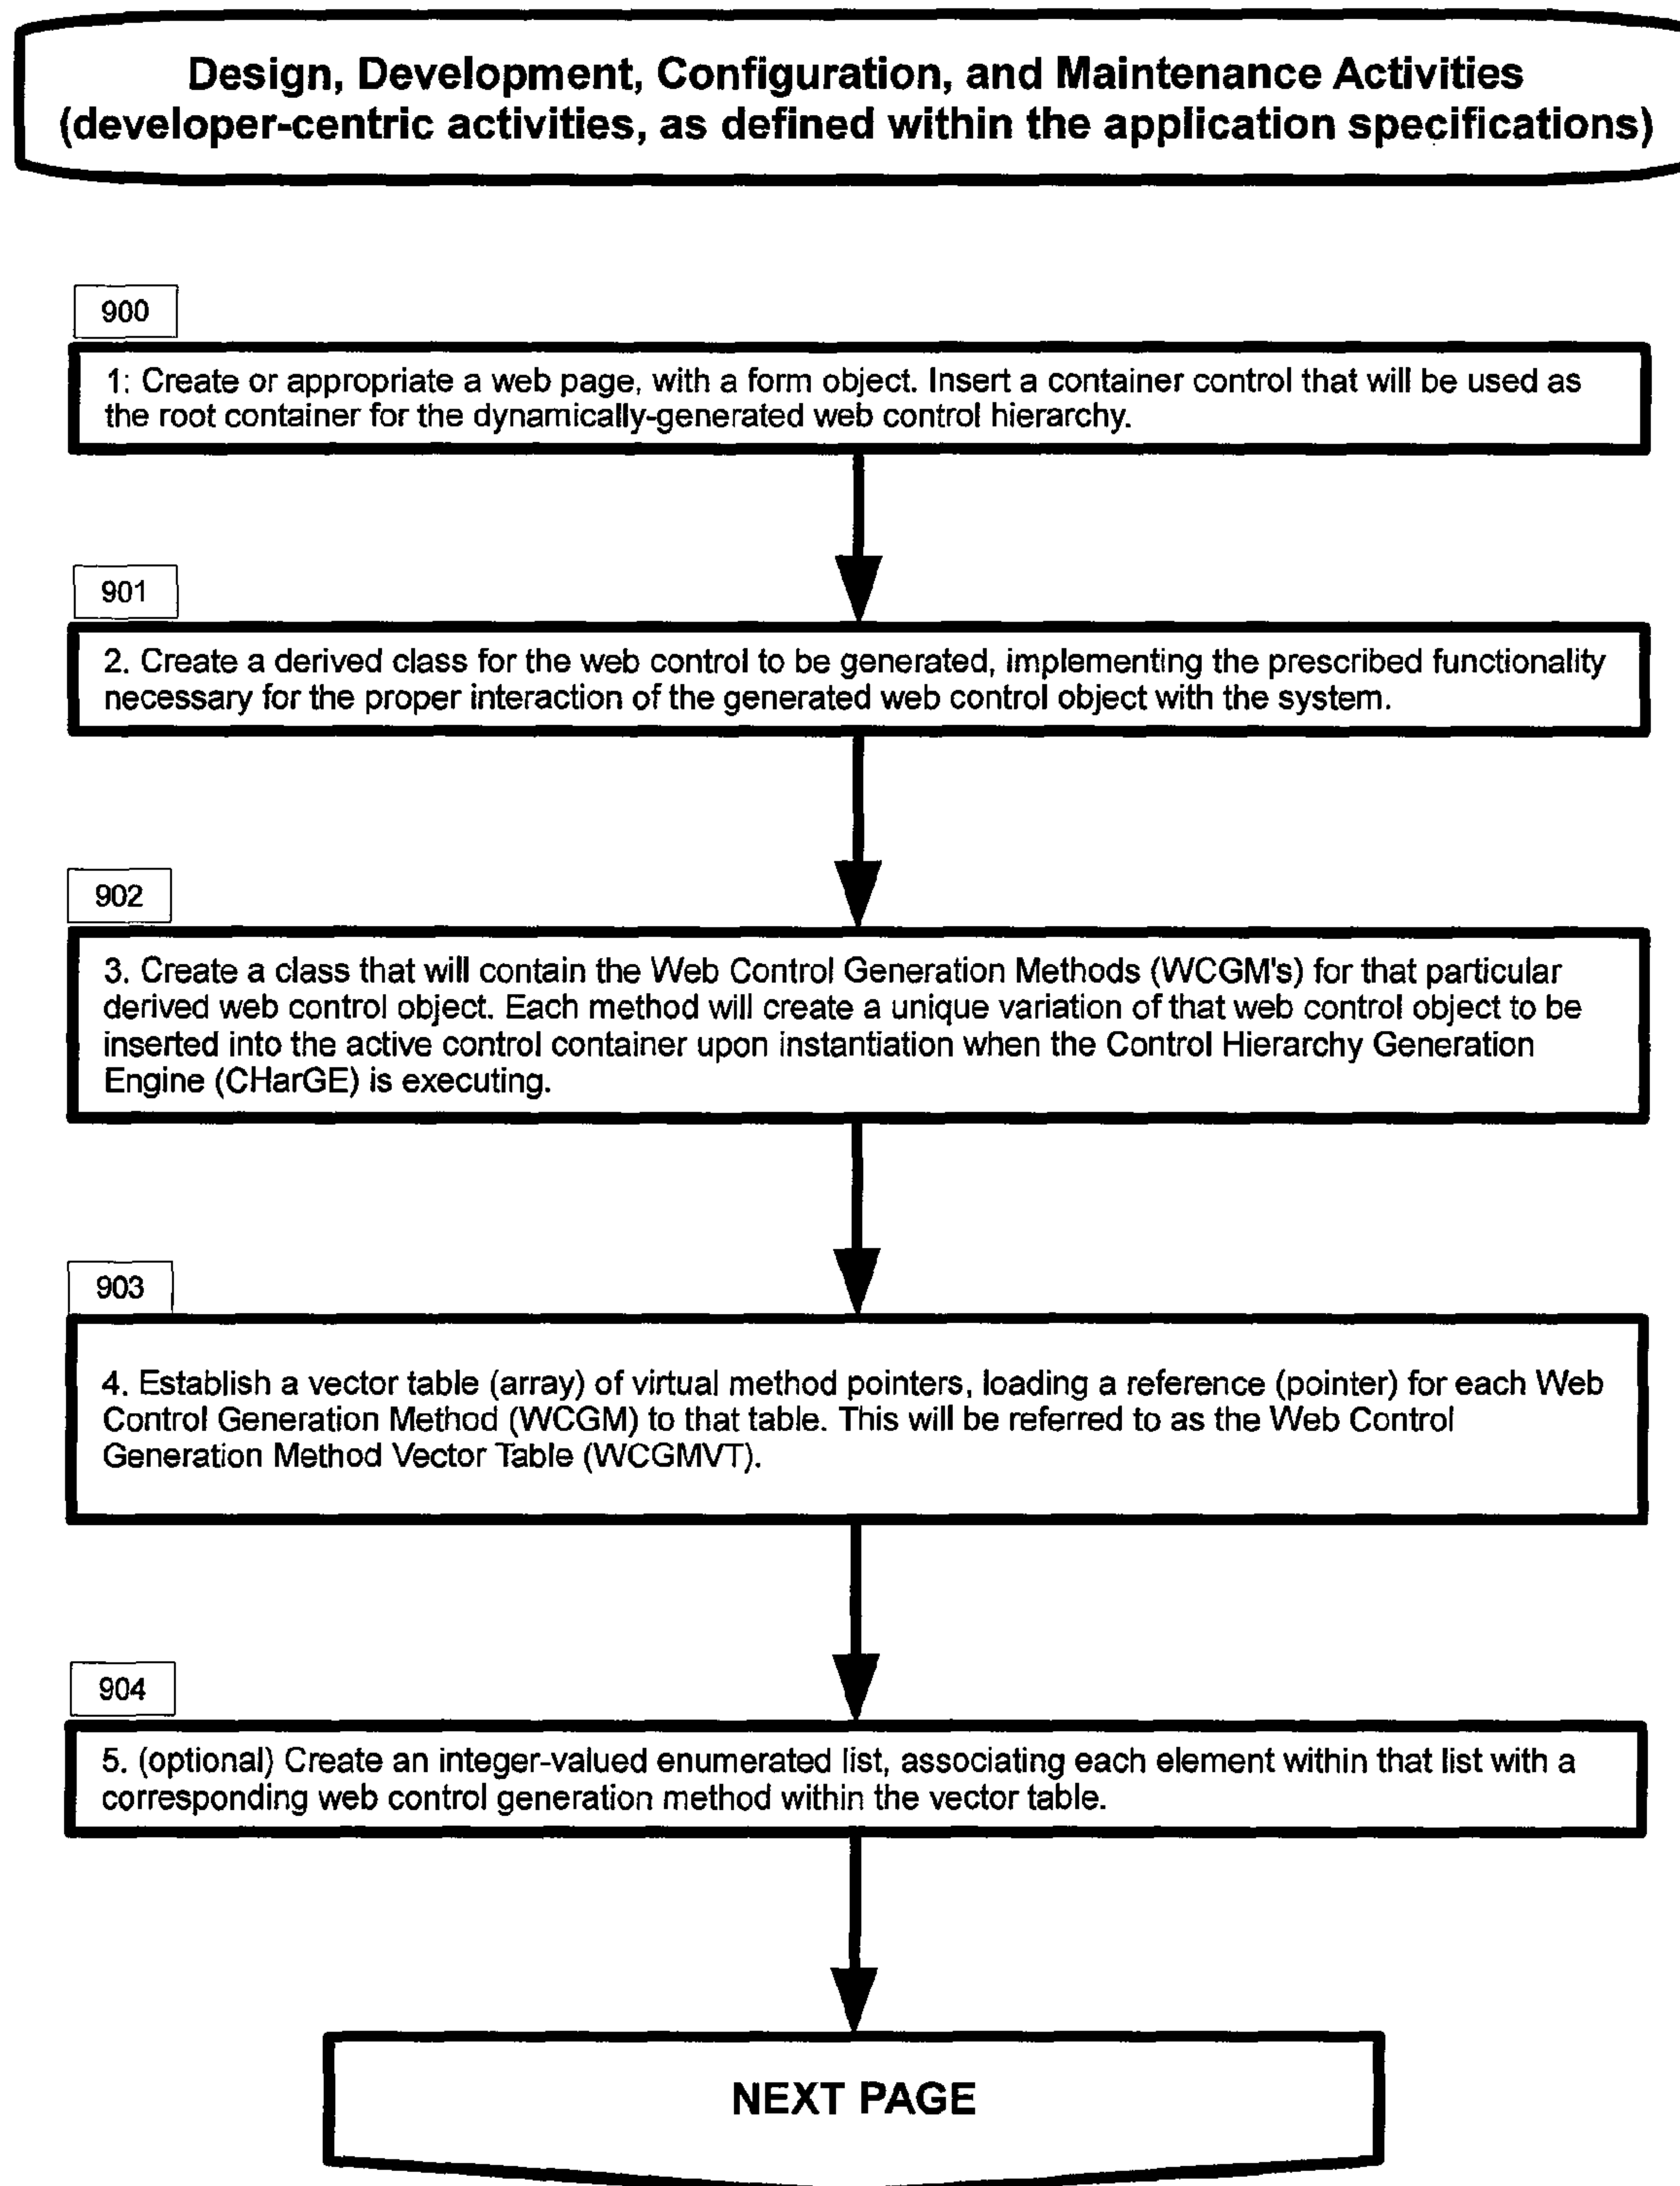 Design, Development, Configuration, and Maintenance Activities
(developer-centric activities, as defined within the application specifications)
900
1: Create or appropriate a web page, with a form object. Insert a container control that will be used as
the root container for the dynamically-generated web control hierarchy.
901
2. Create a derived class for the web control to be generated, implementing the prescribed functionality
necessary for the proper interaction of the generated web control object with the system.
902
3. Create a class that will contain the Web Control Generation Methods (WCGM's) for that particular
derived web control object. Each method will create a unique variation of that web control object to be
inserted into the active control container upon instantiation when the Control Hierarchy Generation
Engine (CHarGE) is executing.
903
4. Establish a vector table (array) of virtual method pointers, loading a reference (pointer) for each Web
Control Generation Method (WCGM) to that table. This will be referred to as the Web Control
Generation Method Vector Table (WCGMVT).
904
5. (optional) Create an integer-valued enumerated list, associating each element within that list with a
corresponding web control generation method within the vector table.
NEXT PAGE